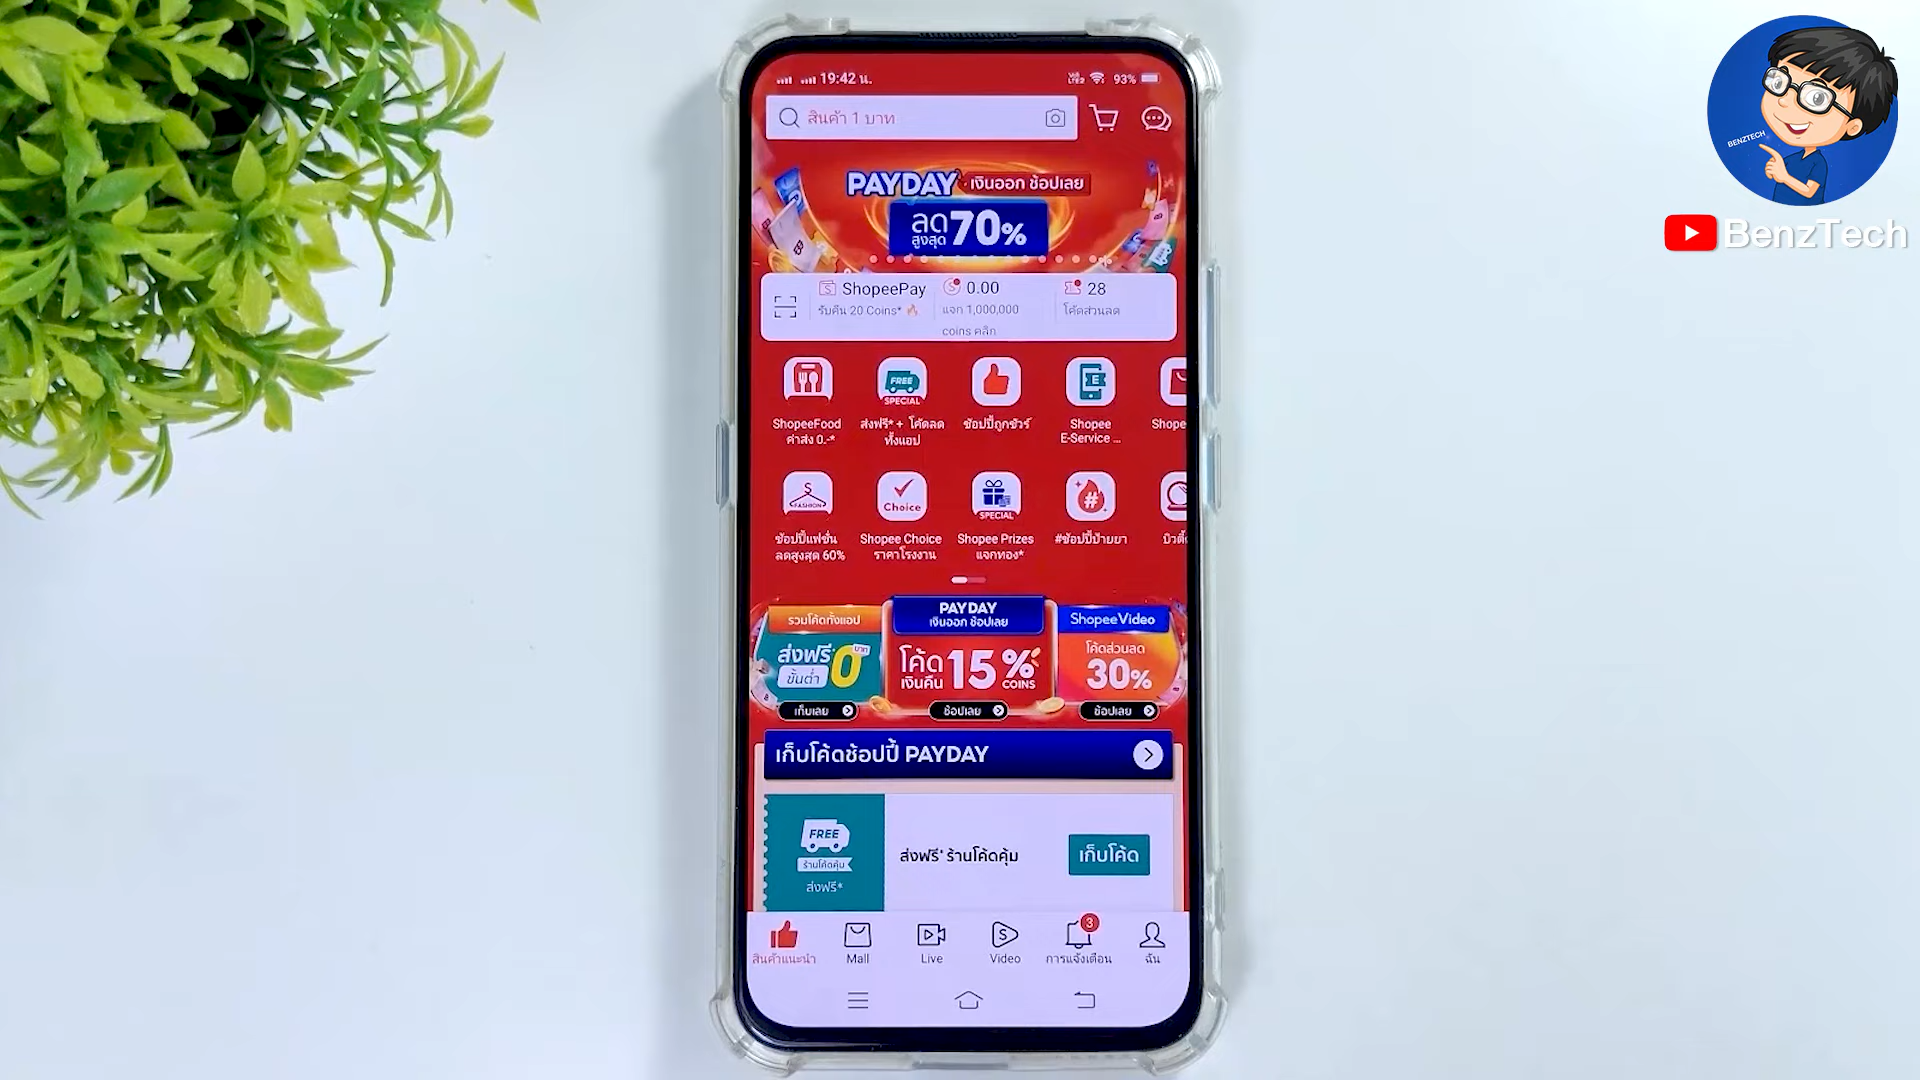 19:42 น.
93%
สินค้า 1 บาท
PAYDAY เงินออก ช้อปเลย
ลดสูงสุด 70%
ShopeePay
0.00
28
รับคืน 20 Coins*
แจก 1,000,000
coins คลิก
โค้ดส่วนลด
FREE
SPECIAL
ShopeeFood
ค่าส่ง 0.-*
ส่งฟรี* + โค้ดลด
ทั้งแอป
ช้อปปี้ถูกชัวร์
Shopee
E-Service ...
Shope
FASHION
Choice
SPECIAL
#
ช้อปปี้แฟชั่น
ลดสูงสุด 60%
Shopee Choice
ราคาโรงงาน
Shopee Prizes
แจกทอง*
#ช้อปปี้ป้ายยา
บิวตี้
รวมโค้ดทั้งแอป
ส่งฟรี*
ขั้นต่ำ 0 บาท
เก็บเลย
PAYDAY
เงินออก ช้อปเลย
โค้ดเงินคืน 15% COINS
ช้อปเลย
Shopee Video
โค้ดส่วนลด
30%
ช้อปเลย
เก็บโค้ดช้อปปี้ PAYDAY
FREE
ร้านโค้ดคุ้ม
ส่งฟรี*
ส่งฟรี* ร้านโค้ดคุ้ม
เก็บโค้ด
สินค้าแนะนำ
Mall
Live
Video
3
การแจ้งเตือน
ฉัน
BENZTECH
BenzTech